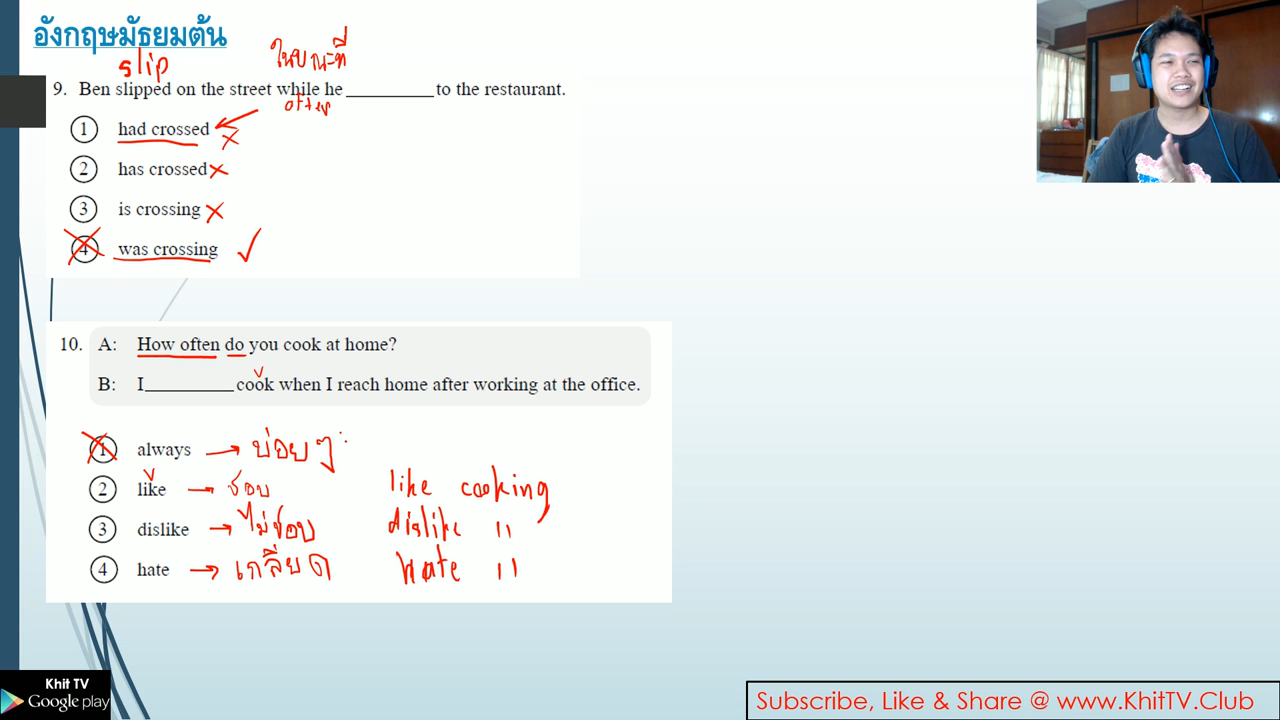 อังกฤษมัธยมต้น
slip ในขณะที่
9. Ben slipped on the street while he ________ to the restaurant.
after
1 had crossed
2 has crossed
3 is crossing
4 was crossing
10. A: How often do you cook at home?
B: I ________ cook when I reach home after working at the office.
1 always → บ่อยๆ
2 like → ชอบ like cooking
3 dislike → ไม่ชอบ dislike "
4 hate → เกลียด hate "
Khit TV
Google play
Subscribe, Like & Share @ www.KhitTV.Club